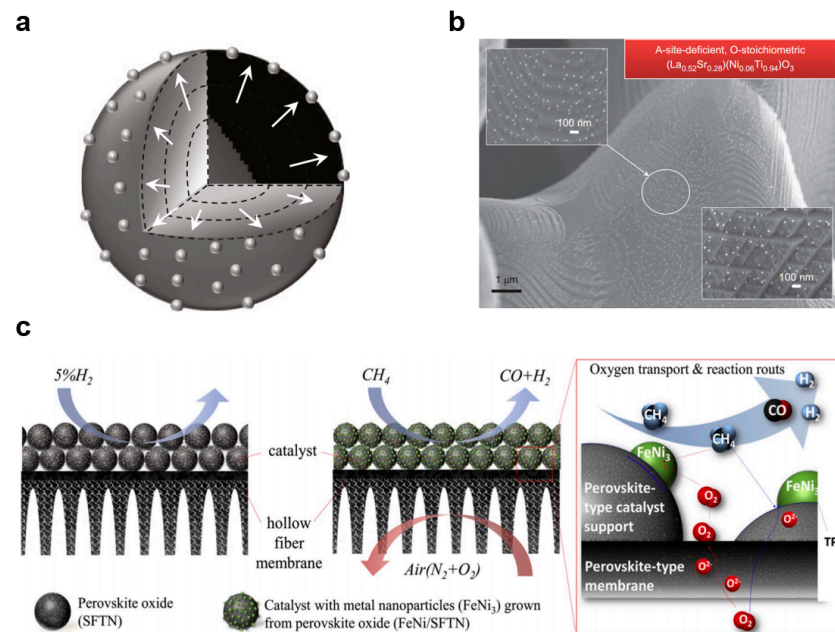 a
b
A-site-deficient, O-stoichiometric
(La0.52Sr0.28)(Ni0.06Ti0.94)O3
100 nm
100 nm
1 μm
c
5%H2
CH4
CO+H2
catalyst
hollow
fiber
membrane
Air(N2+O2)
Perovskite oxide
(SFTN)
Catalyst with metal nanoparticles (FeNi3) grown
from perovskite oxide (FeNi/SFTN)
Oxygen transport & reaction routs
H2
CH4
CO
H2
CH4
FeNi3
FeNi3
Perovskite-
type catalyst
support
O2
O2-
O2
TP
Perovskite-type
membrane
O2-
O2-
O2